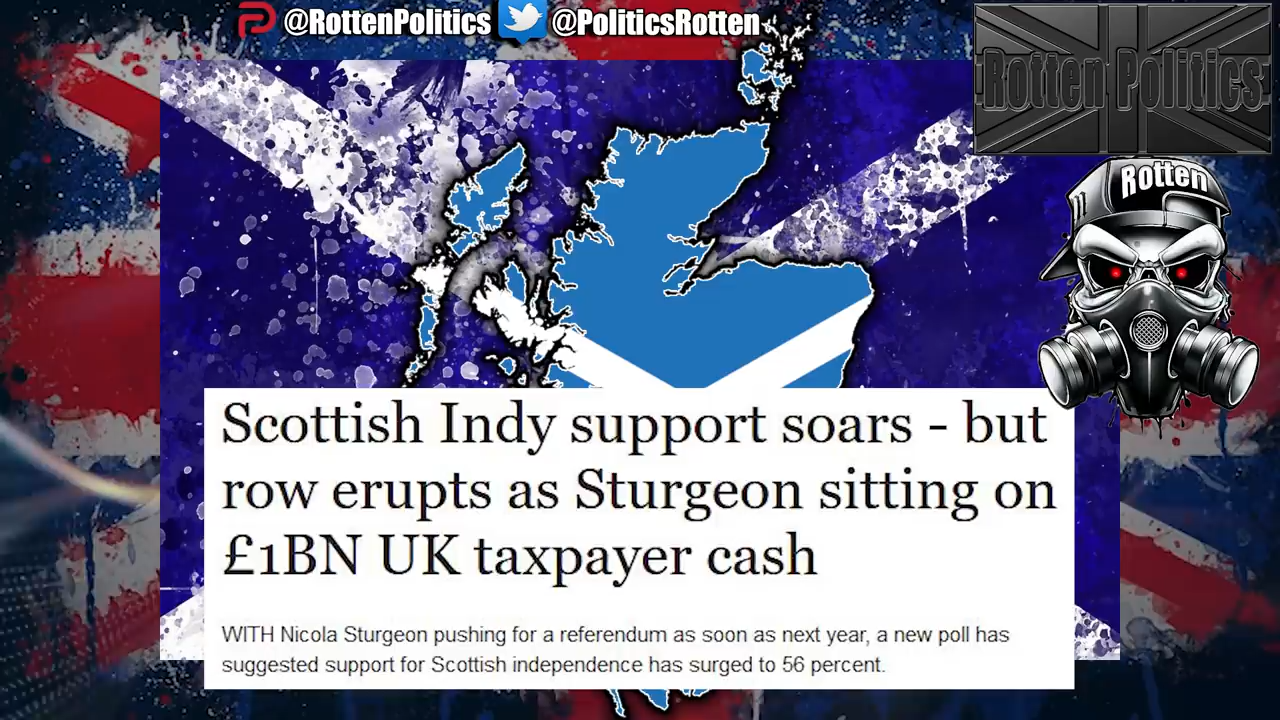 @RottenPolitics @PoliticsRotten
Rotten Politics
Rotten
Scottish Indy support soars - but
row erupts as Sturgeon sitting on
£1BN UK taxpayer cash
WITH Nicola Sturgeon pushing for a referendum as soon as next year, a new poll has
suggested support for Scottish independence has surged to 56 percent.